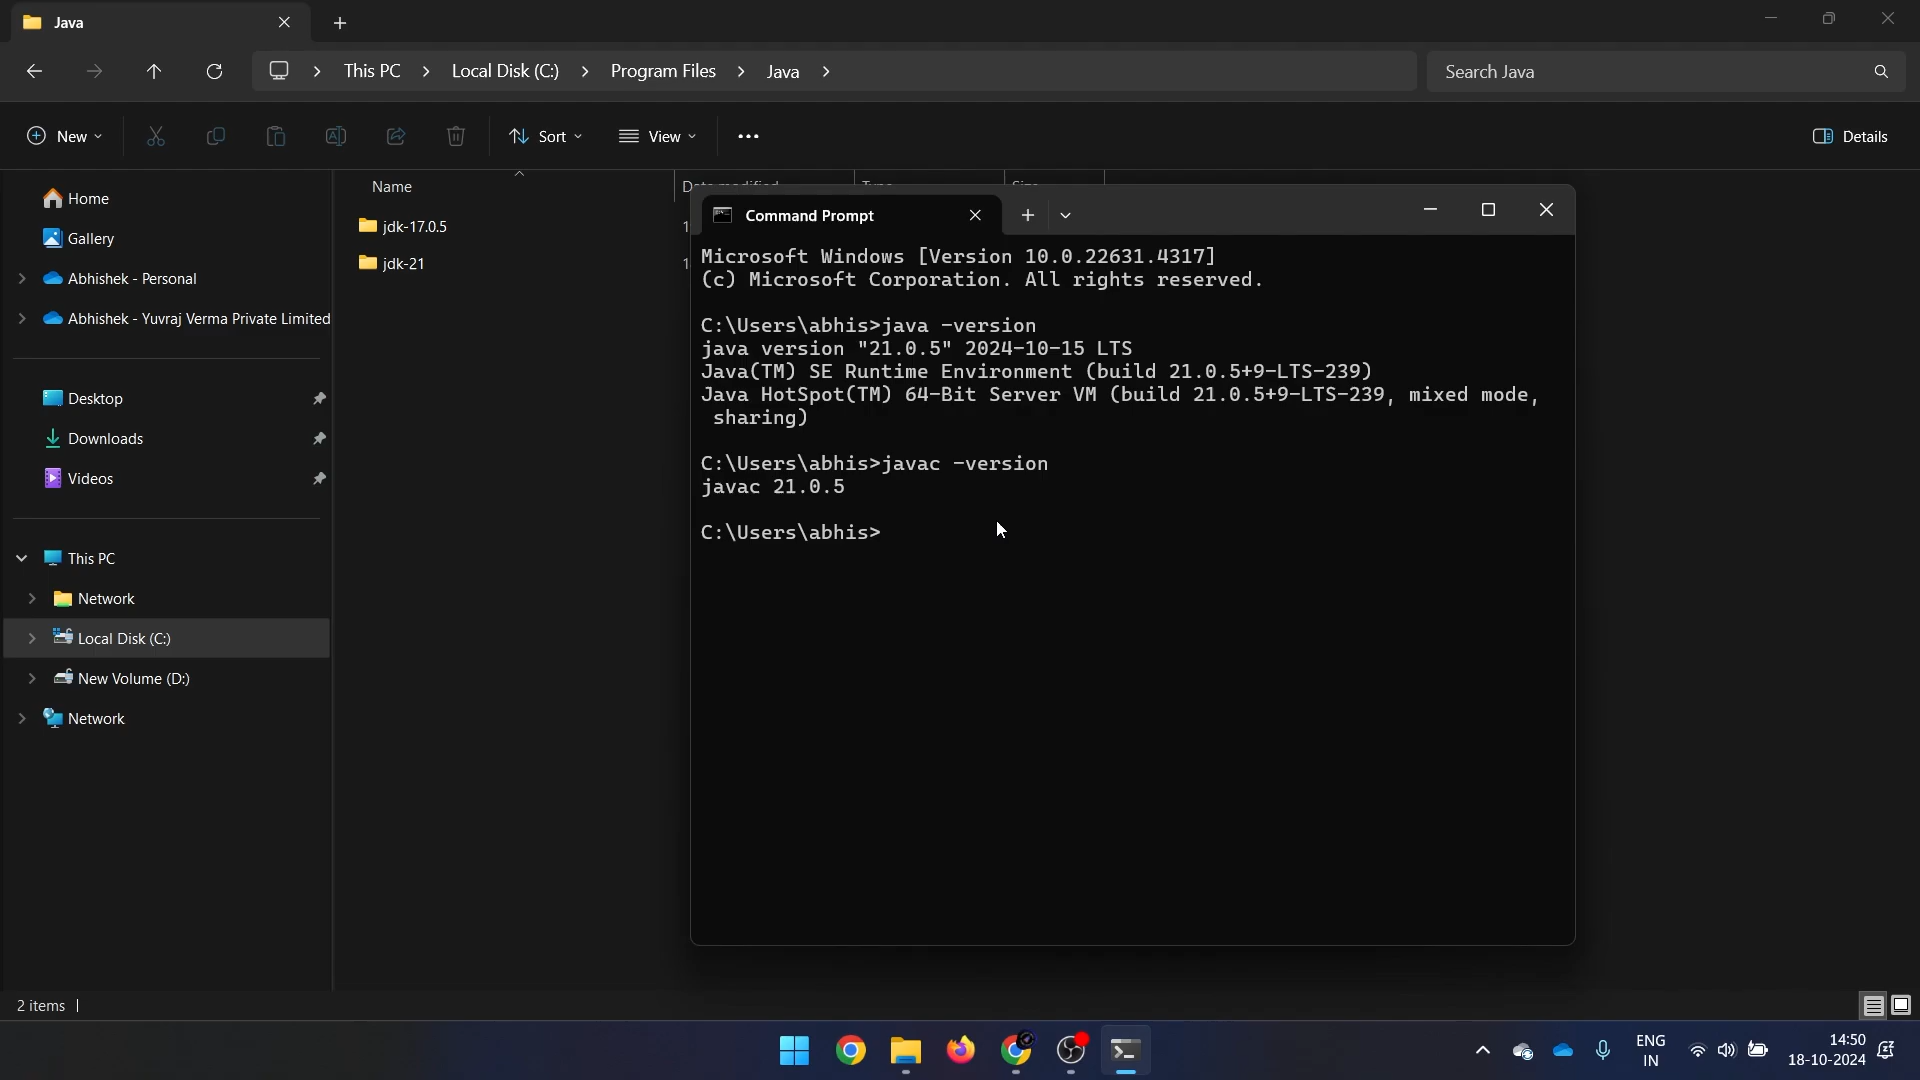 Java
This PC
Local Disk (C:)
Program Files
Java
Search Java
New
Sort
View
Details
Home
Gallery
Abhishek - Personal
Abhishek - Yuvraj Verma Private Limited
Desktop
Downloads
Videos
This PC
Network
Local Disk (C:)
New Volume (D:)
Network
Name
Date modified
Type
Size
jdk-17.0.5
jdk-21
Command Prompt
Microsoft Windows [Version 10.0.22631.4317]
(c) Microsoft Corporation. All rights reserved.
C:\Users\abhis>java -version
java version "21.0.5" 2024-10-15 LTS
Java(TM) SE Runtime Environment (build 21.0.5+9-LTS-239)
Java HotSpot(TM) 64-Bit Server VM (build 21.0.5+9-LTS-239, mixed mode,
sharing)
C:\Users\abhis>javac -version
javac 21.0.5
C:\Users\abhis>
2 items
ENG
IN
14:50
18-10-2024